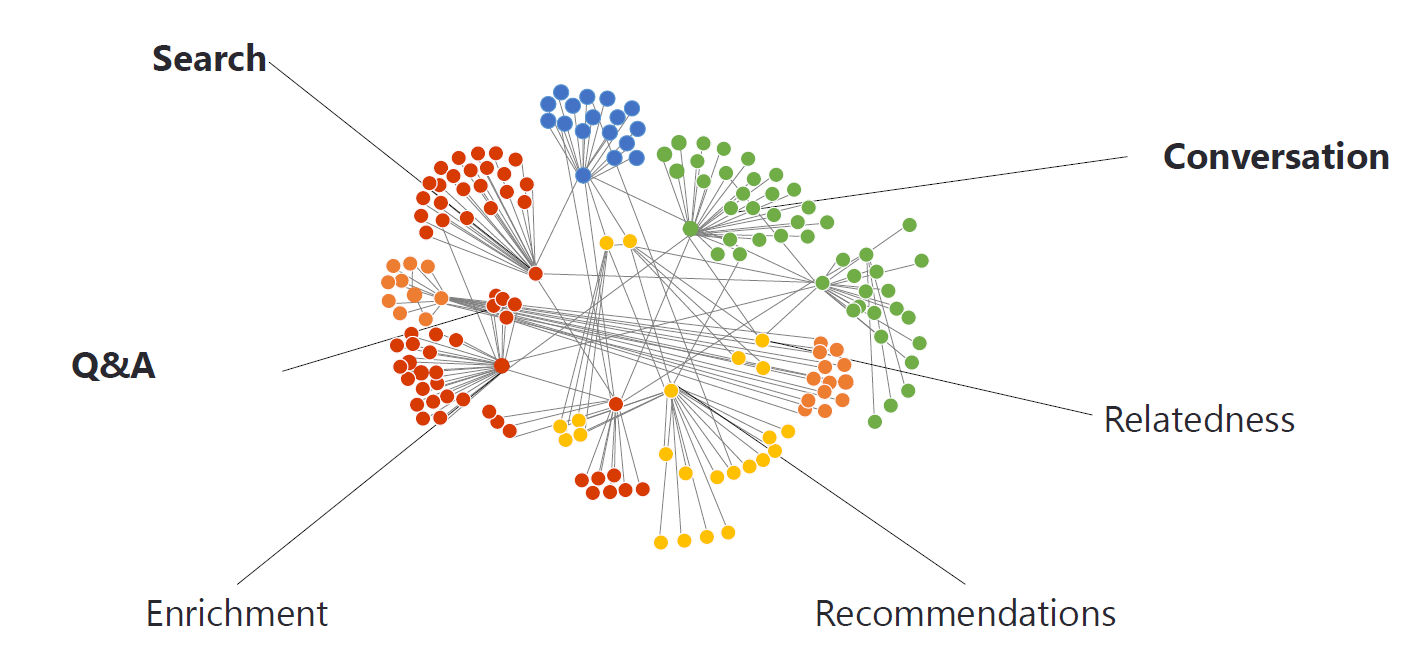 Search
Conversation
Q&A
Relatedness
Enrichment
Recommendations